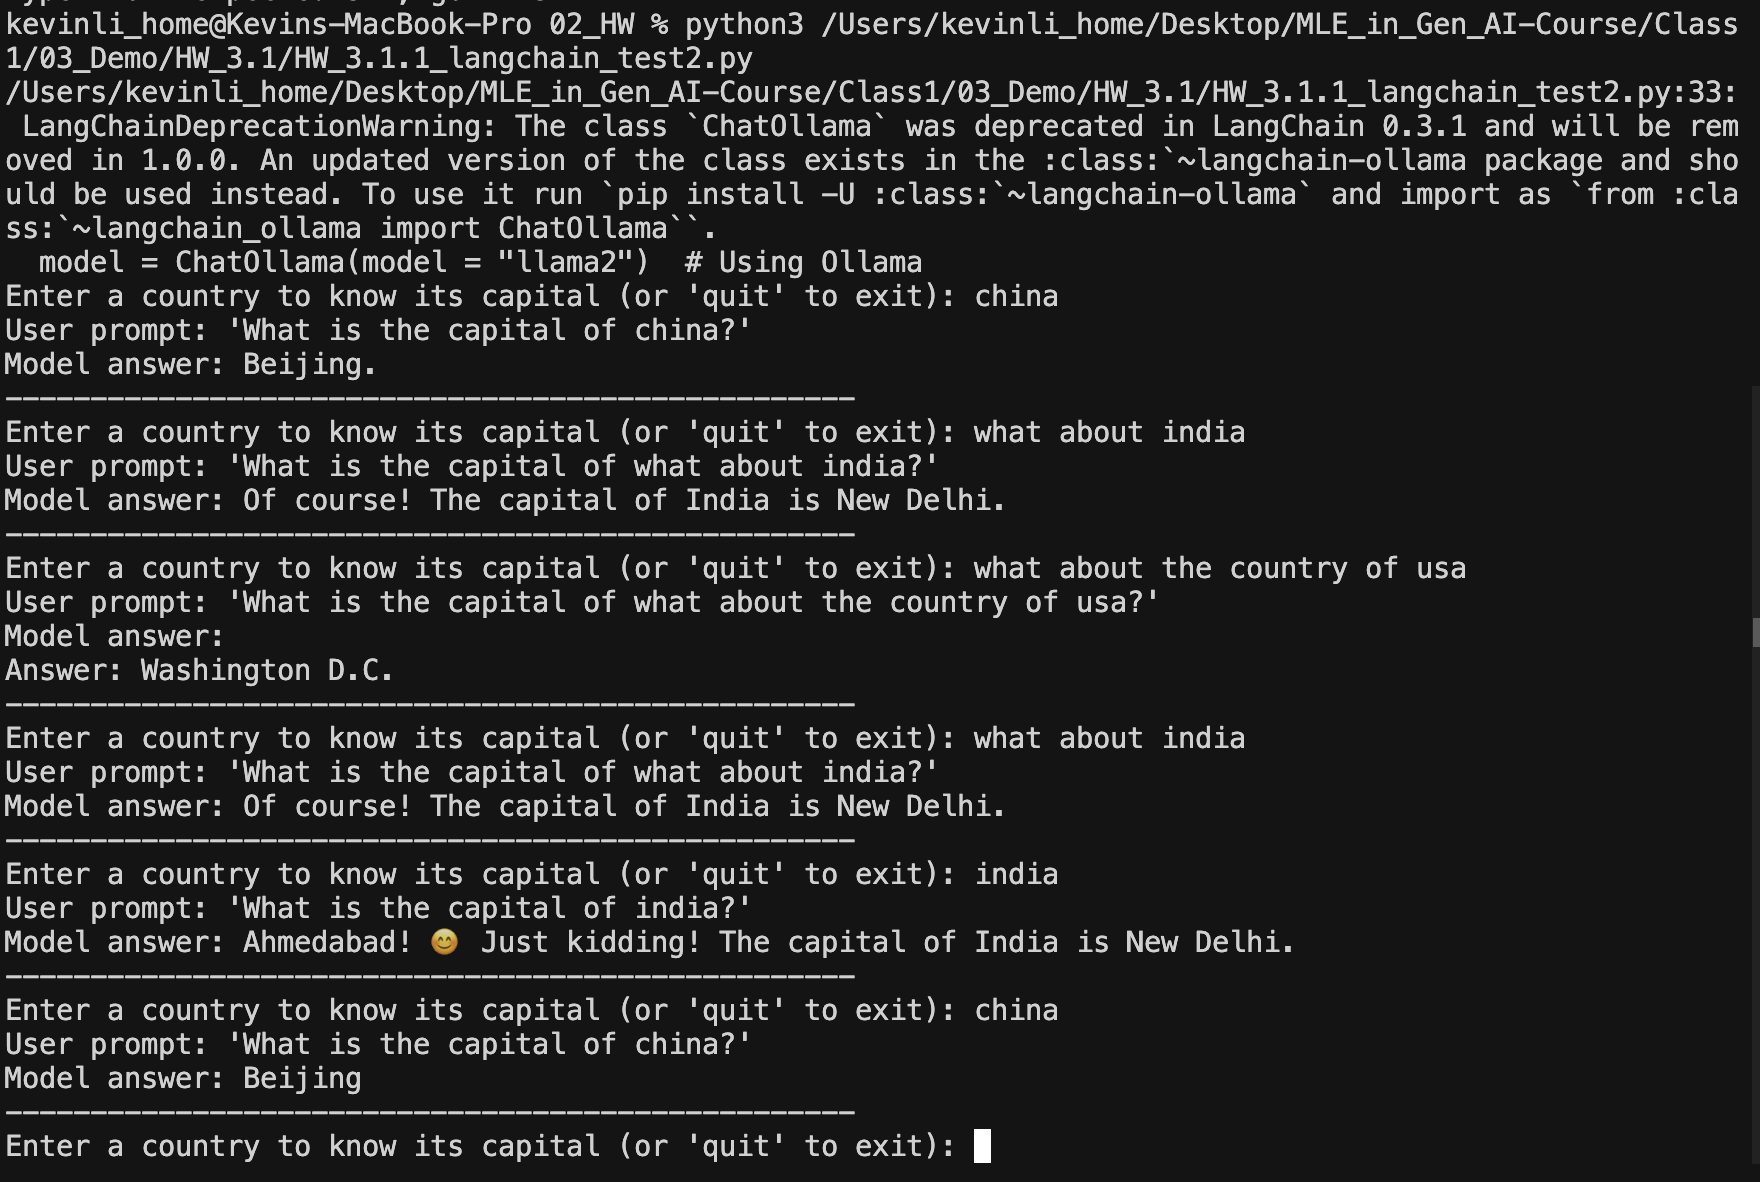 kevinli_home@Kevins-MacBook-Pro 02_HW % python3 /Users/kevinli_home/Desktop/MLE_in_Gen_AI-Course/Class
1/03_Demo/HW_3.1/HW_3.1.1_langchain_test2.py
/Users/kevinli_home/Desktop/MLE_in_Gen_AI-Course/Class1/03_Demo/HW_3.1/HW_3.1.1_langchain_test2.py:33:
 LangChainDeprecationWarning: The class `ChatOllama` was deprecated in LangChain 0.3.1 and will be rem
oved in 1.0.0. An updated version of the class exists in the :class:`~langchain-ollama package and sho
uld be used instead. To use it run `pip install -U :class:`~langchain-ollama` and import as `from :cla
ss:`~langchain_ollama import ChatOllama``.
  model = ChatOllama(model = "llama2")  # Using Ollama
Enter a country to know its capital (or 'quit' to exit): china
User prompt: 'What is the capital of china?'
Model answer: Beijing.
--------------------------------------------------
Enter a country to know its capital (or 'quit' to exit): what about india
User prompt: 'What is the capital of what about india?'
Model answer: Of course! The capital of India is New Delhi.
--------------------------------------------------
Enter a country to know its capital (or 'quit' to exit): what about the country of usa
User prompt: 'What is the capital of what about the country of usa?'
Model answer:
Answer: Washington D.C.
--------------------------------------------------
Enter a country to know its capital (or 'quit' to exit): what about india
User prompt: 'What is the capital of what about india?'
Model answer: Of course! The capital of India is New Delhi.
--------------------------------------------------
Enter a country to know its capital (or 'quit' to exit): india
User prompt: 'What is the capital of india?'
Model answer: Ahmedabad! 😊 Just kidding! The capital of India is New Delhi.
--------------------------------------------------
Enter a country to know its capital (or 'quit' to exit): china
User prompt: 'What is the capital of china?'
Model answer: Beijing
--------------------------------------------------
Enter a country to know its capital (or 'quit' to exit):